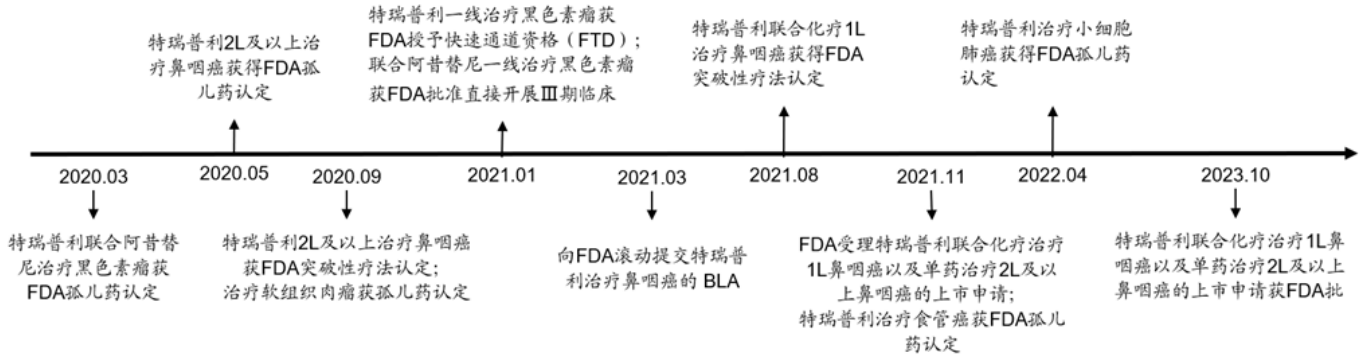 特瑞普利2L及以上治
疗鼻咽癌获得FDA孤
儿药认定
特瑞普利一线治疗黑色素瘤获
FDA授予快速通道资格（FTD）；
联合阿昔替尼一线治疗黑色素瘤
获FDA批准直接开展Ⅲ期临床
特瑞普利联合化疗1L
治疗鼻咽癌获得FDA
突破性疗法认定
特瑞普利治疗小细胞
肺癌获得FDA孤儿药
认定
2020.03
2020.05
2020.09
2021.01
2021.03
2021.08
2021.11
2022.04
2023.10
特瑞普利联合阿昔替
尼治疗黑色素瘤获
FDA孤儿药认定
特瑞普利2L及以上治疗鼻咽癌
获FDA突破性疗法认定;
治疗软组织肉瘤获孤儿药认定
向FDA滚动提交特瑞普
利治疗鼻咽癌的 BLA
FDA受理特瑞普利联合化疗治疗
1L鼻咽癌以及单药治疗2L及以
上鼻咽癌的上市申请;
特瑞普利治疗食管癌获FDA孤儿
药认定
特瑞普利联合化疗治疗1L鼻
咽癌以及单药治疗2L及以上
鼻咽癌的上市申请获FDA批